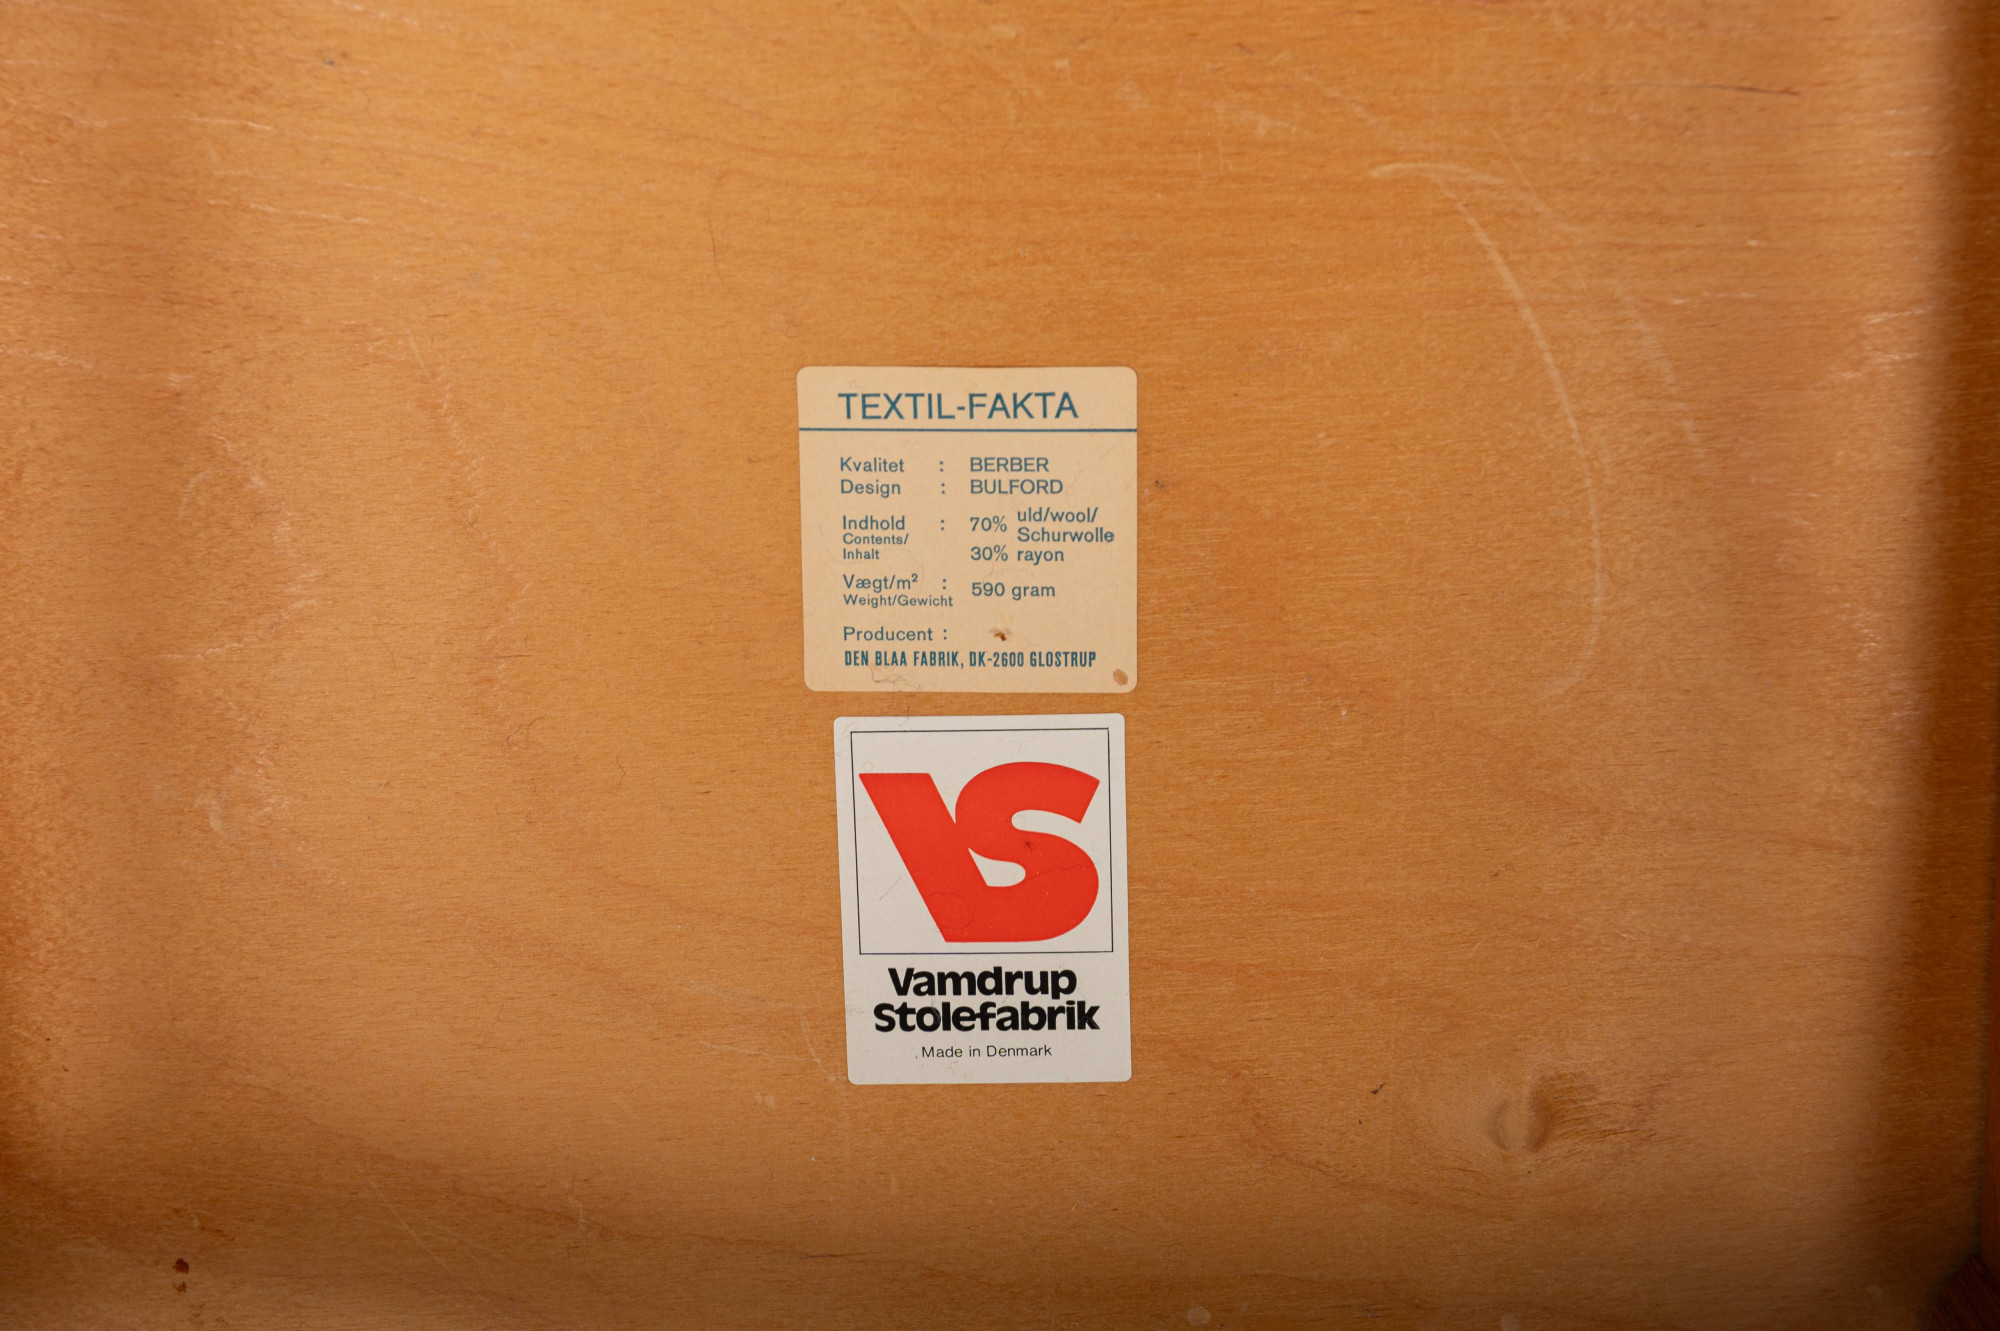 TEXTIL-FAKTA
Kvalitet : BERBER
Design : BULFORD
Indhold : 70% uld/wool/
Contents/ Schurwolle
Inhalt 30% rayon
Vægt/m² : 590 gram
Weight/Gewicht
Producent :
DEN BLAA FABRIK, DK-2600 GLOSTRUP
VS
Vamdrup
Stolefabrik
Made in Denmark